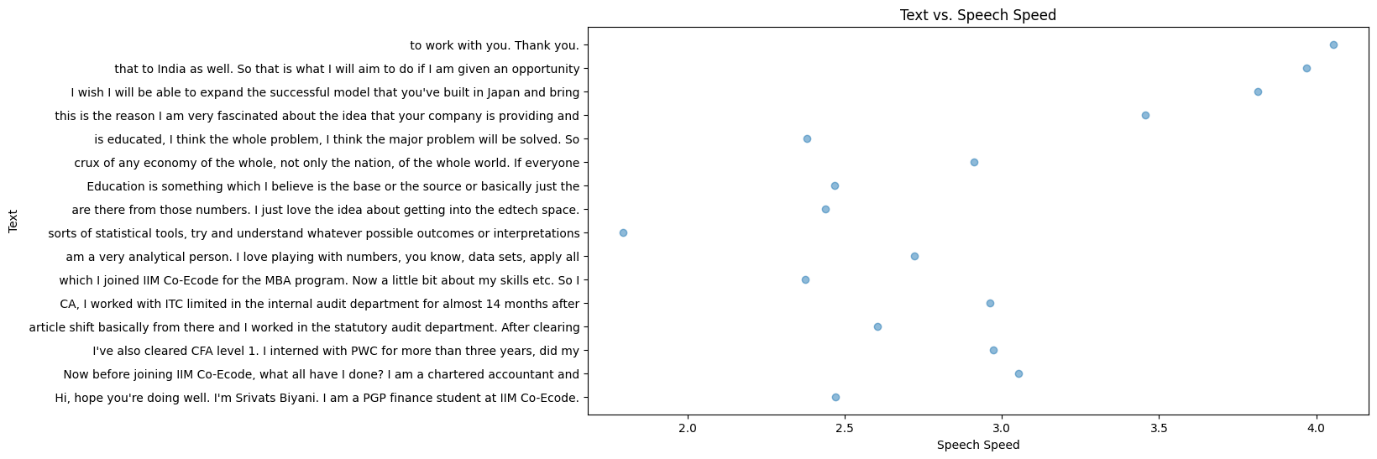 Text vs. Speech Speed
to work with you. Thank you.
that to India as well. So that is what I will aim to do if I am given an opportunity
I wish I will be able to expand the successful model that you've built in Japan and bring
this is the reason I am very fascinated about the idea that your company is providing and
is educated, I think the whole problem, I think the major problem will be solved. So
crux of any economy of the whole, not only the nation, of the whole world. If everyone
Education is something which I believe is the base or the source or basically just the
are there from those numbers. I just love the idea about getting into the edtech space.
sorts of statistical tools, try and understand whatever possible outcomes or interpretations
am a very analytical person. I love playing with numbers, you know, data sets, apply all
which I joined IIM Co-Ecode for the MBA program. Now a little bit about my skills etc. So I
CA, I worked with ITC limited in the internal audit department for almost 14 months after
article shift basically from there and I worked in the statutory audit department. After clearing
I've also cleared CFA level 1. I interned with PWC for more than three years, did my
Now before joining IIM Co-Ecode, what all have I done? I am a chartered accountant and
Hi, hope you're doing well. I'm Srivats Biyani. I am a PGP finance student at IIM Co-Ecode.
Text
2.0 2.5 3.0 3.5 4.0
Speech Speed